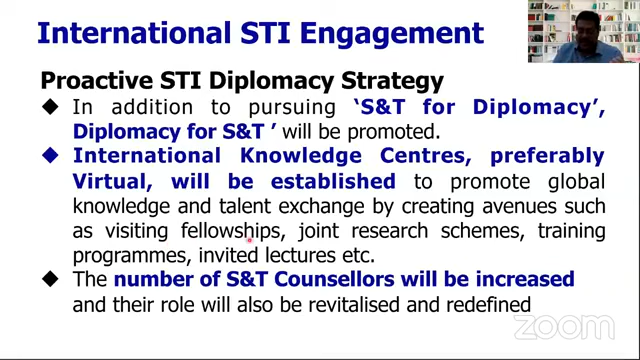 International STI Engagement
Proactive STI Diplomacy Strategy
◆ In addition to pursuing ‘S&T for Diplomacy’,
Diplomacy for S&T ’ will be promoted.
◆ International Knowledge Centres, preferably
Virtual, will be established to promote global
knowledge and talent exchange by creating avenues such
as visiting fellowships, joint research schemes, training
programmes, invited lectures etc.
◆ The number of S&T Counsellors will be increased
and their role will also be revitalised and redefined
zoom